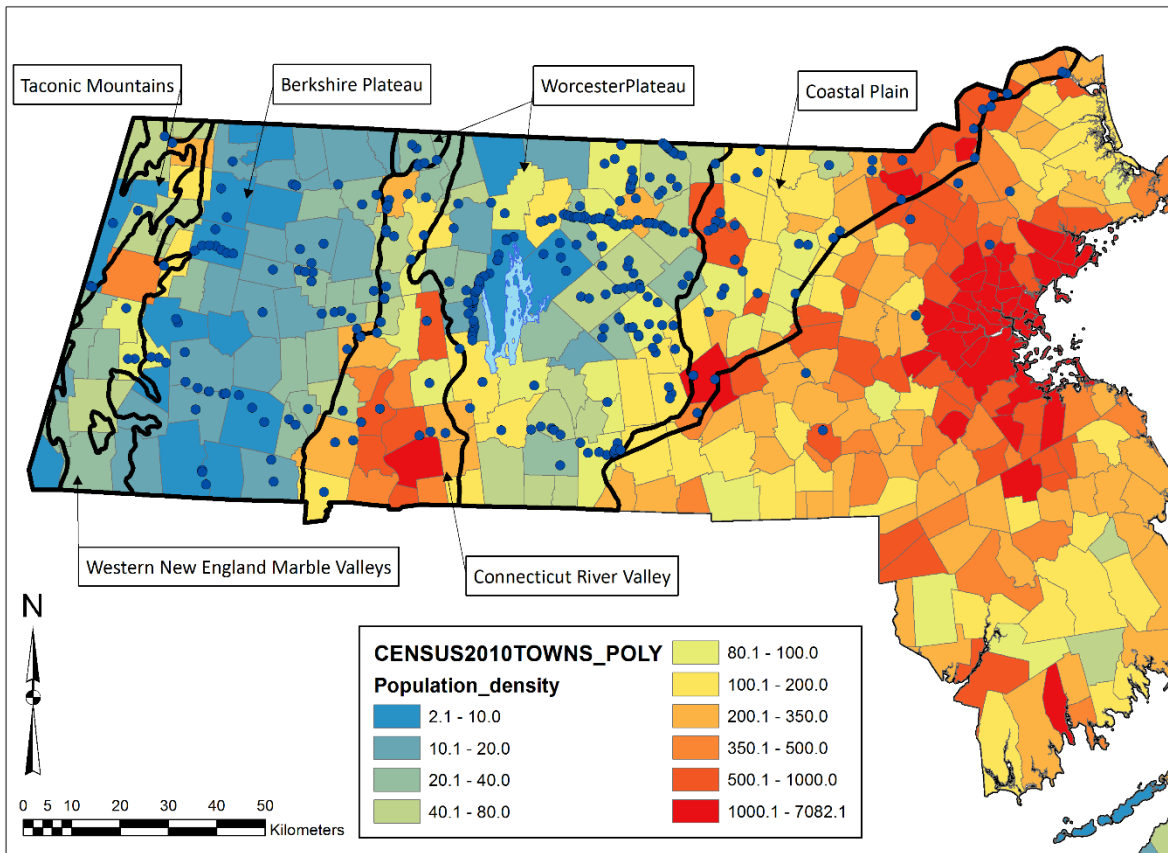 Taconic Mountains
Berkshire Plateau
WorcesterPlateau
Coastal Plain
Western New England Marble Valleys
Connecticut River Valley
N
0 5 10 20 30 40 50
Kilometers
CENSUS2010TOWNS_POLY
Population_density
2.1 - 10.0
10.1 - 20.0
20.1 - 40.0
40.1 - 80.0
80.1 - 100.0
100.1 - 200.0
200.1 - 350.0
350.1 - 500.0
500.1 - 1000.0
1000.1 - 7082.1